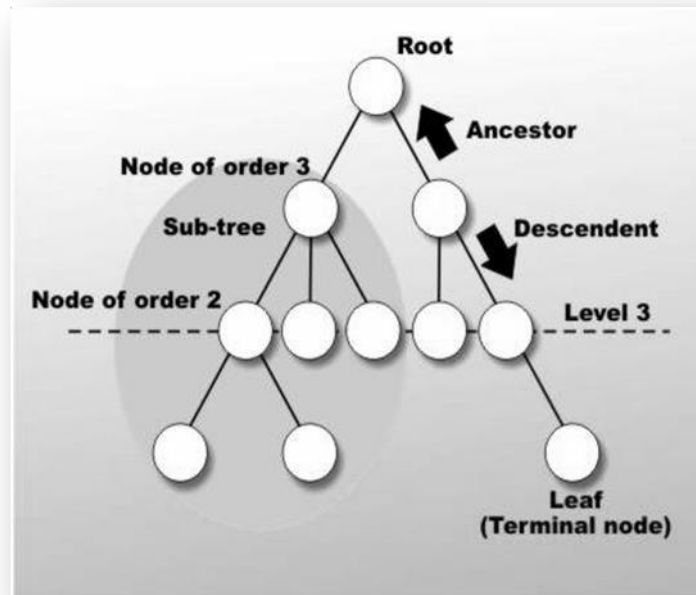 Root
Ancestor
Node of order 3
Sub-tree
Descendent
Node of order 2
Level 3
Leaf
(Terminal node)